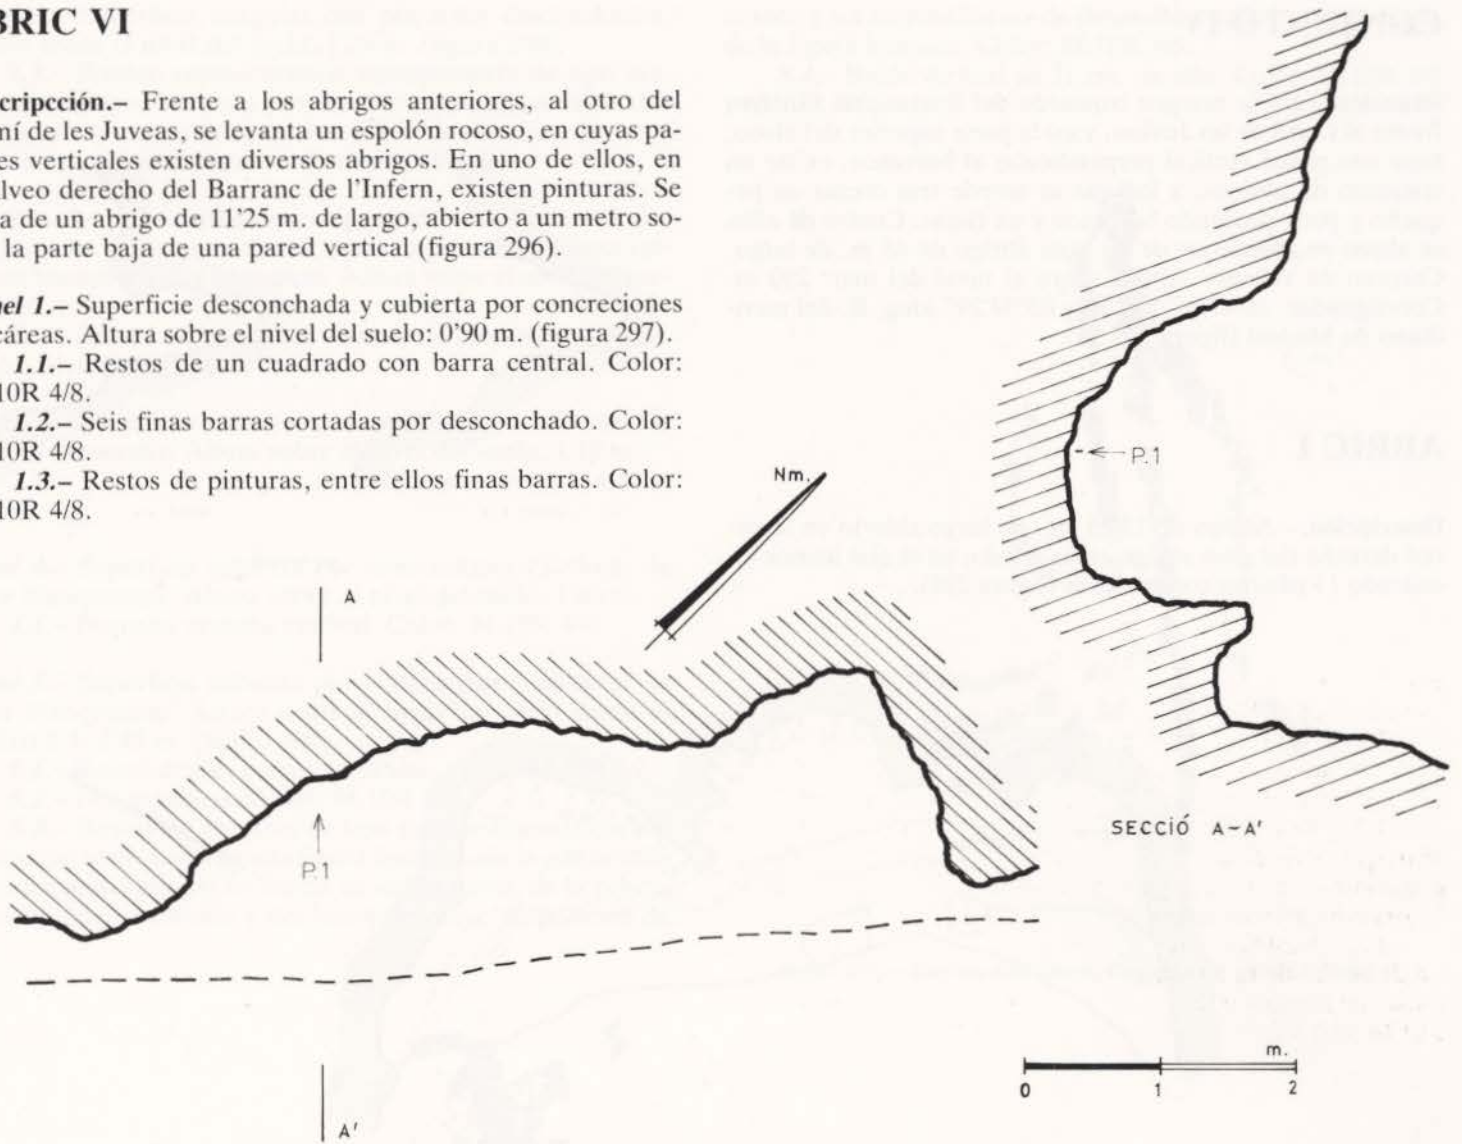 BRIC VI
cripcción.– Frente a los abrigos anteriores, al otro del
ní de les Juveas, se levanta un espolón rocoso, en cuyas pa-
es verticales existen diversos abrigos. En uno de ellos, en
lveo derecho del Barranc de l'Infern, existen pinturas. Se
a de un abrigo de 11'25 m. de largo, abierto a un metro so-
la parte baja de una pared vertical (figura 296).
nel 1.– Superficie desconchada y cubierta por concreciones
cáreas. Altura sobre el nivel del suelo: 0'90 m. (figura 297).
1.1.– Restos de un cuadrado con barra central. Color:
10R 4/8.
1.2.– Seis finas barras cortadas por desconchado. Color:
10R 4/8.
1.3.– Restos de pinturas, entre ellos finas barras. Color:
10R 4/8.
Nm.
P.1
A
P.1
SECCIÓ A-A'
m.
0 1 2
A'